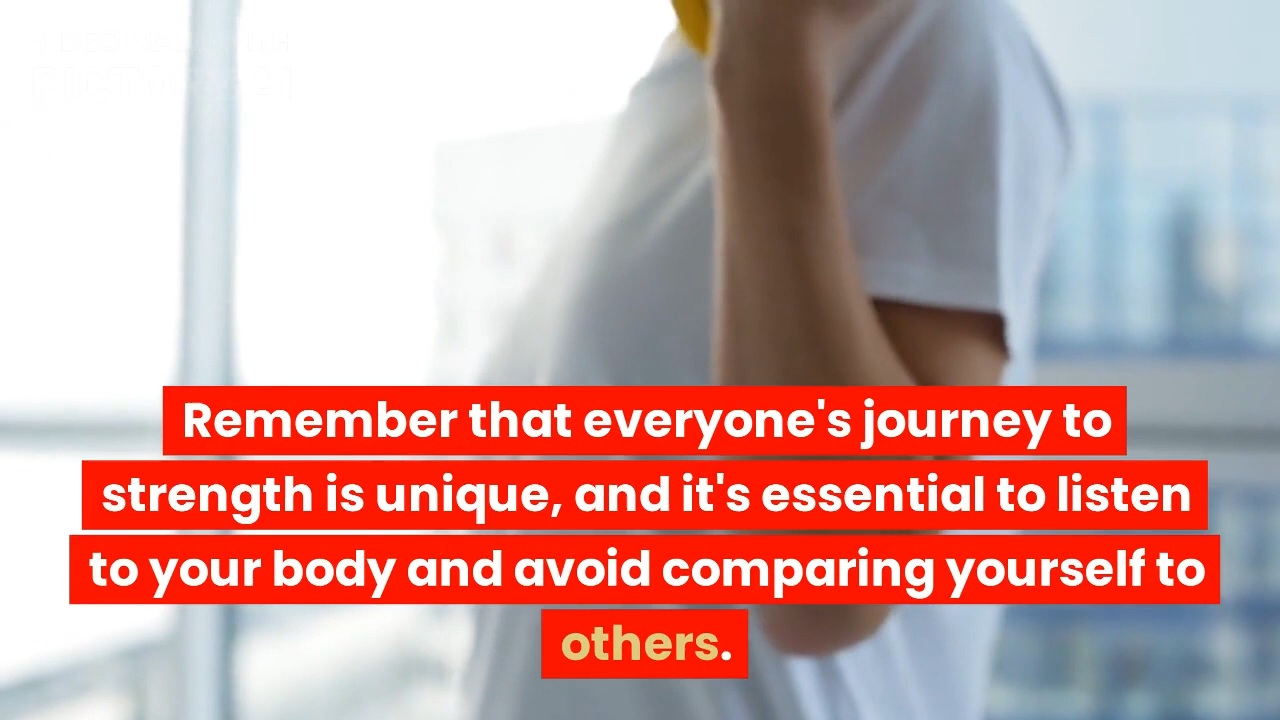 Remember that everyone's journey to
strength is unique, and it's essential to listen
to your body and avoid comparing yourself to
others.